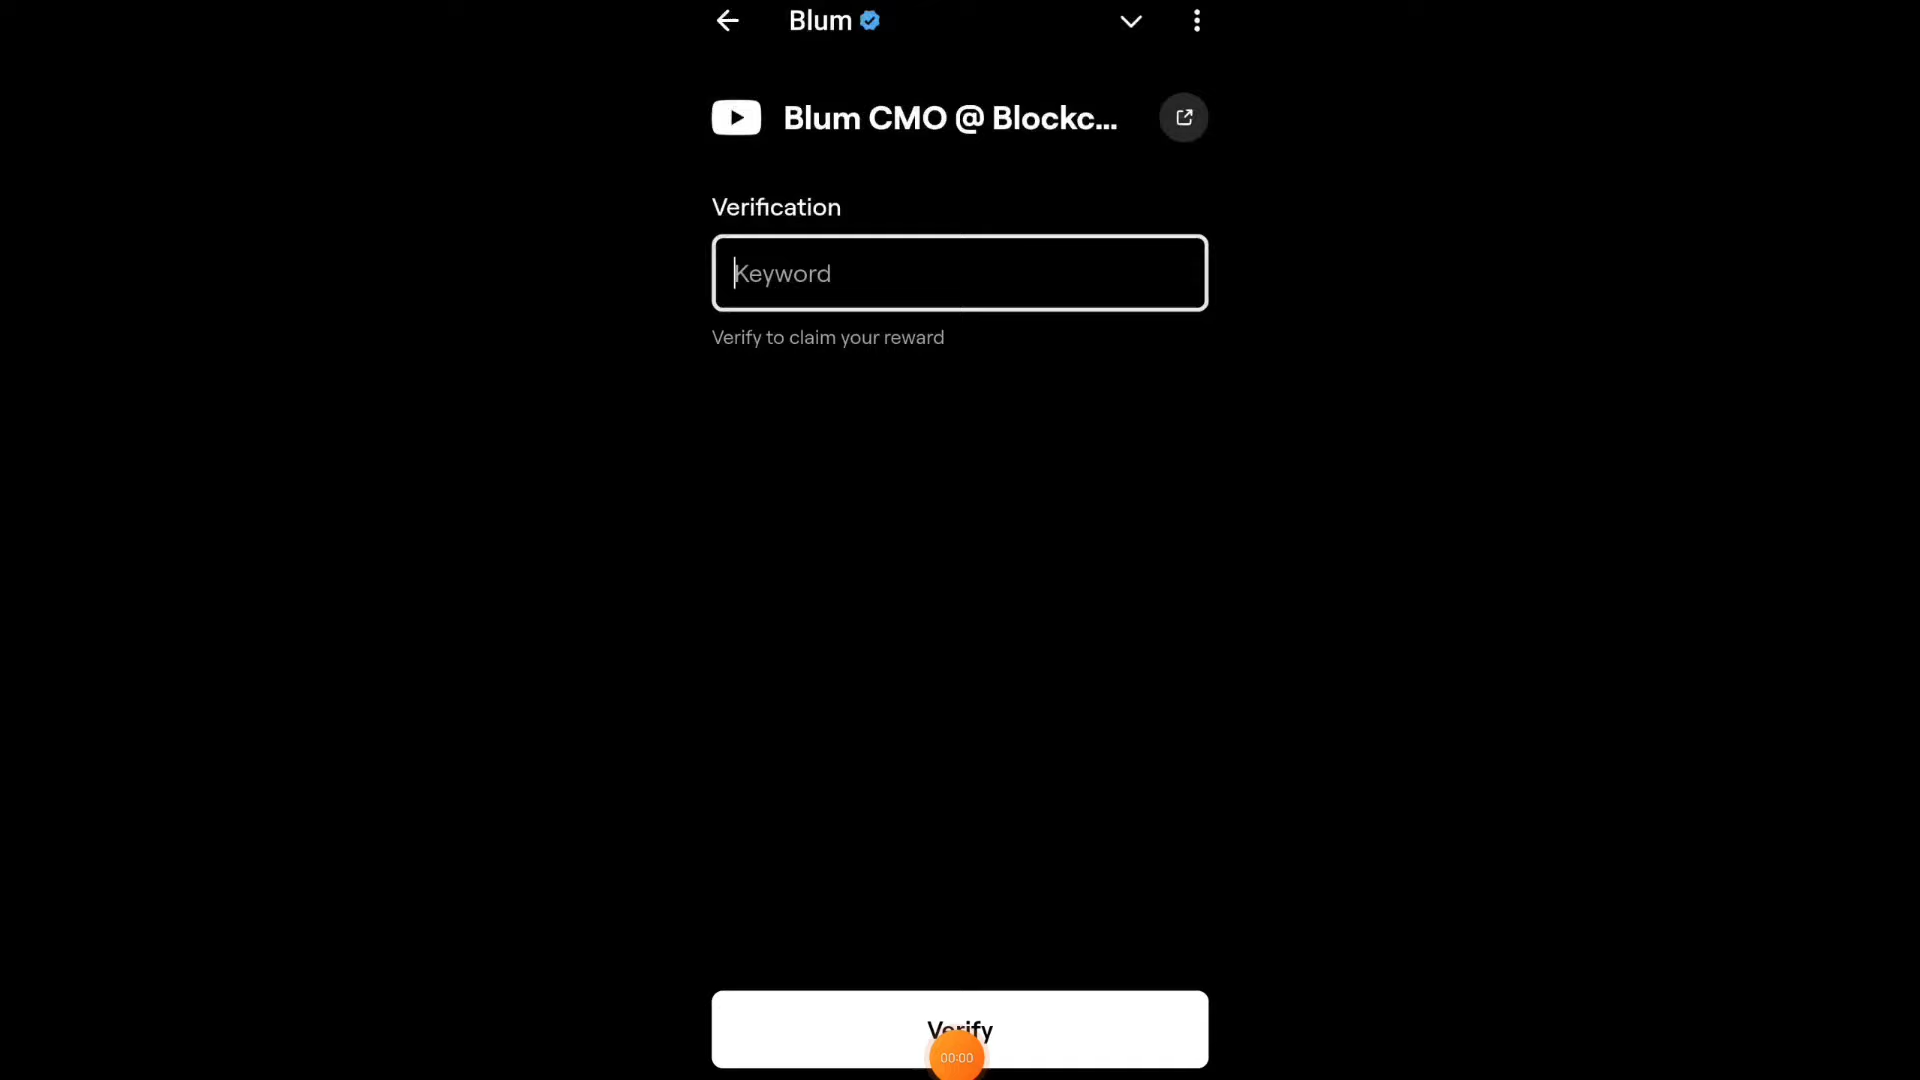 Blum
Blum CMO @ Blockc...
Verification
Keyword
Verify to claim your reward
Verify
00:00